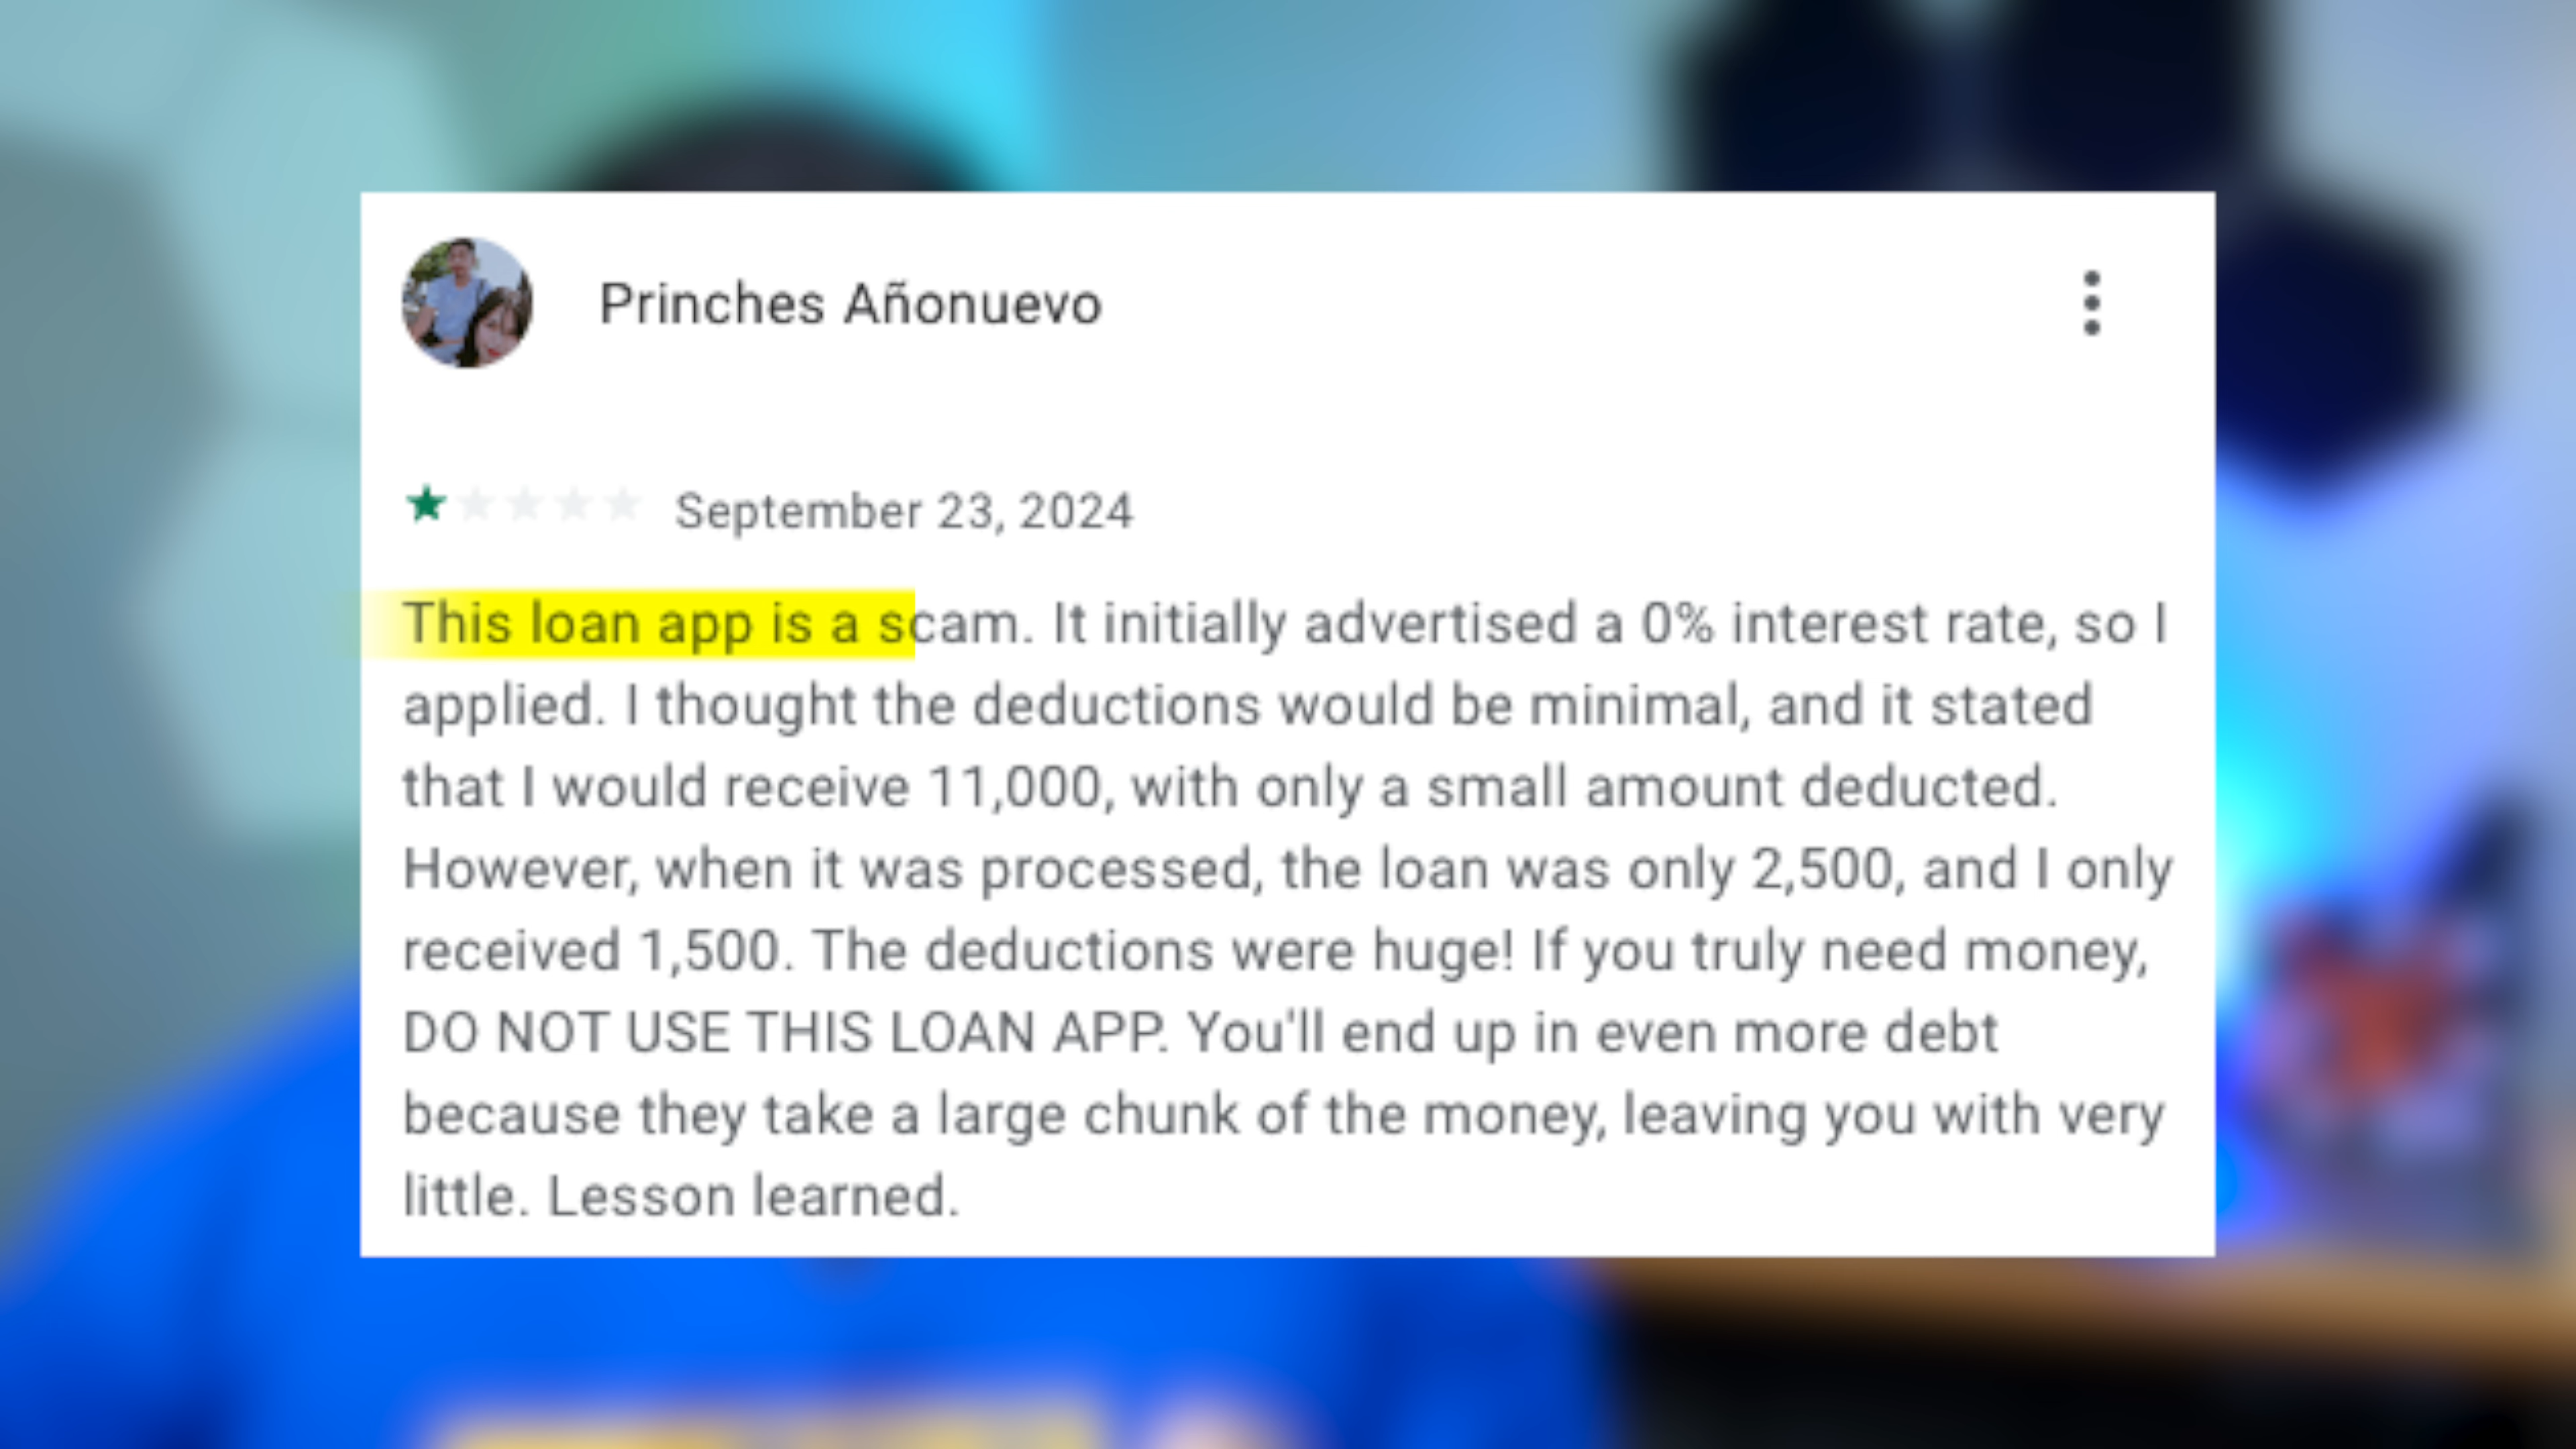 Princhess Añonuevo
September 23, 2024
This loan app is a scam. It initially advertised a 0% interest rate, so I
applied. I thought the deductions would be minimal, and it stated
that I would receive 11,000, with only a small amount deducted.
However, when it was processed, the loan was only 2,500, and I only
received 1,500. The deductions were huge! If you truly need money,
DO NOT USE THIS LOAN APP. You'll end up in even more debt
because they take a large chunk of the money, leaving you with very
little. Lesson learned.